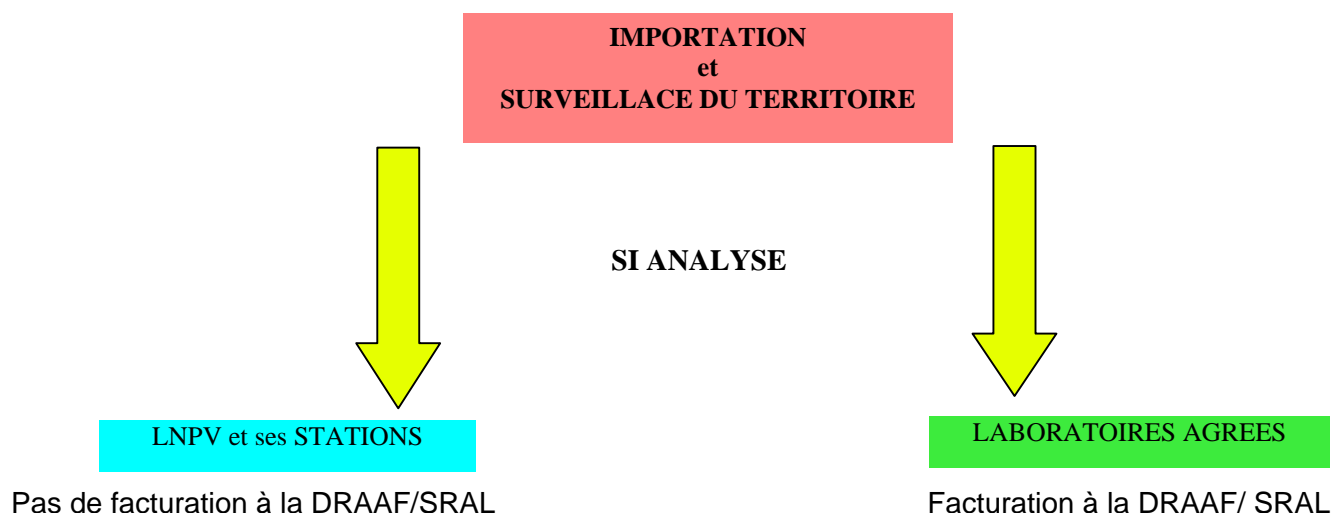 IMPORTATION
et
SURVEILLACE DU TERRITOIRE
SI ANALYSE
LNPV et ses STATIONS
LABORATOIRES AGREES
Pas de facturation à la DRAAF/SRAL
Facturation à la DRAAF/ SRAL